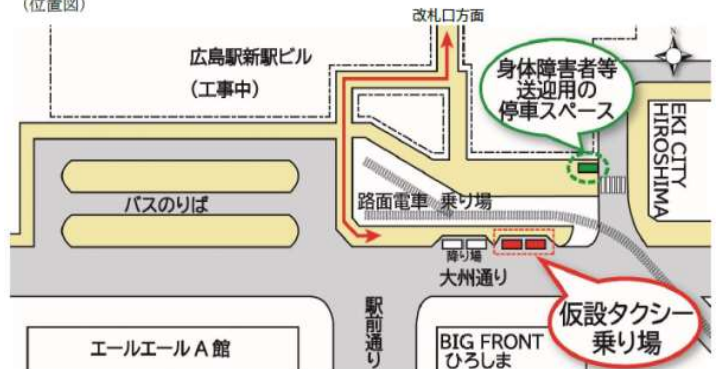 (位置図)
改札口方面
N
広島駅新駅ビル
(工事中)
身体障害者等
送迎用の
停車スペース
EKI CITY
HIROSHIMA
バスのりば
路面電車 乗り場
降り場
大州通り
仮設タクシー
乗り場
駅前通り
エールエールA館
BIG FRONT
ひろしま